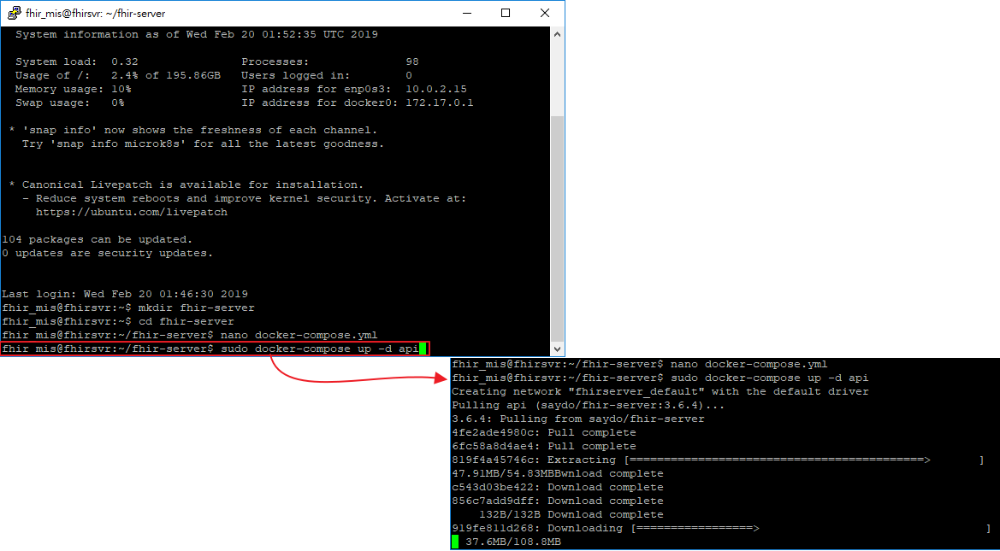 fhir_mis@fhirsvr: ~/fhir-server
System information as of Wed Feb 20 01:52:35 UTC 2019
System load: 0.32 Processes: 98
Usage of /: 2.4% of 195.86GB Users logged in: 0
Memory usage: 10% IP address for enp0s3: 10.0.2.15
Swap usage: 0% IP address for docker0: 172.17.0.1
* 'snap info' now shows the freshness of each channel.
Try 'snap info microk8s' for all the latest goodness.
* Canonical Livepatch is available for installation.
- Reduce system reboots and improve kernel security. Activate at:
https://ubuntu.com/livepatch
104 packages can be updated.
0 updates are security updates.
Last login: Wed Feb 20 01:46:30 2019
fhir_mis@fhirsvr:~$ mkdir fhir-server
fhir_mis@fhirsvr:~$ cd fhir-server
fhir_mis@fhirsvr:~/fhir-server$ nano docker-compose.yml
fhir_mis@fhirsvr:~/fhir-server$ sudo docker-compose up -d api
fhir_mis@fhirsvr:~/fhir-server$ nano docker-compose.yml
fhir_mis@fhirsvr:~/fhir-server$ sudo docker-compose up -d api
Creating network "fhirserver_default" with the default driver
Pulling api (saydo/fhir-server:3.6.4)...
3.6.4: Pulling from saydo/fhir-server
4fe2ade4980c: Pull complete
6fc58a8d4ae4: Pull complete
819f4a45746c: Extracting [===========================================> ]
47.91MB/54.83MBBwnload complete
c543d03be422: Download complete
856c7add9dff: Download complete
132B/132B Download complete
919fe811d268: Downloading [=================> ]
37.6MB/108.8MB